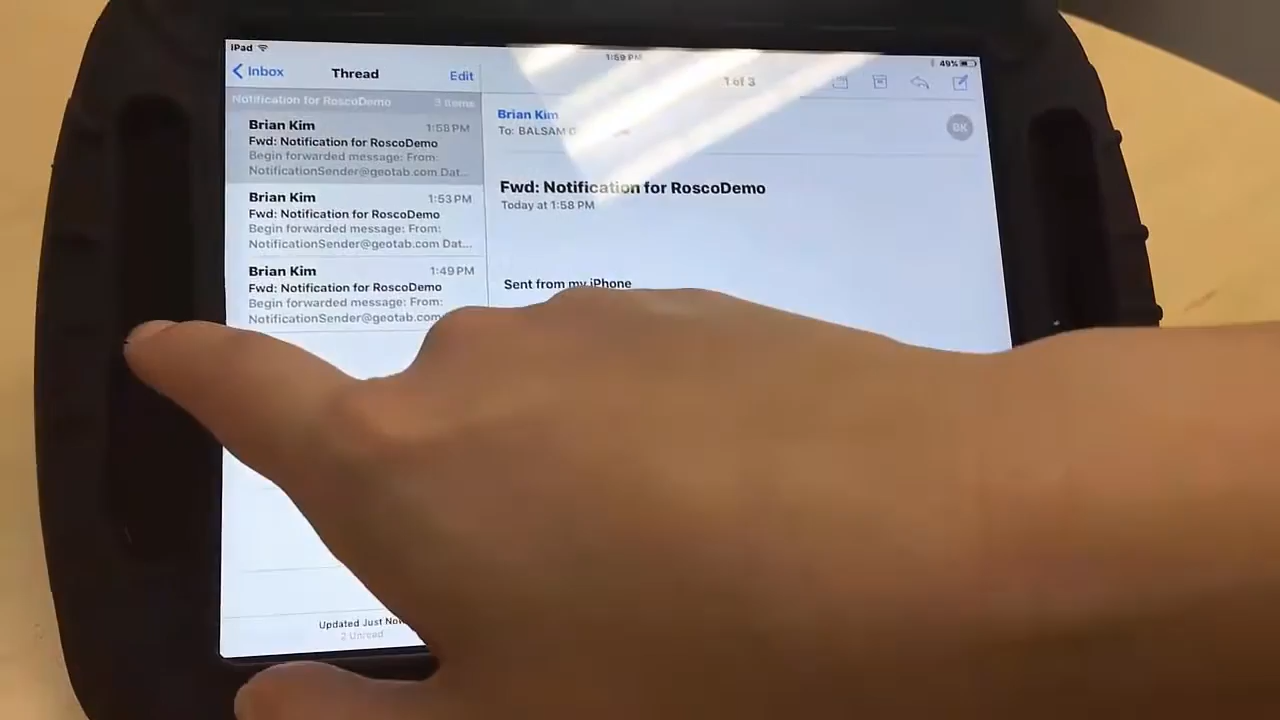 iPad
1:59 PM
49%
Inbox
Thread
Edit
1 of 3
Notification for RoscoDemo
3 items
Brian Kim
1:58 PM
Fwd: Notification for RoscoDemo
Begin forwarded message: From:
NotificationSender@geotab.com Dat...
Brian Kim
1:53 PM
Fwd: Notification for RoscoDemo
Begin forwarded message: From:
NotificationSender@geotab.com Dat...
Brian Kim
1:49 PM
Fwd: Notification for RoscoDemo
Begin forwarded message: From:
NotificationSender@geotab.com
Updated Just Now
2 Unread
Brian Kim
To: BALSAM
BK
Fwd: Notification for RoscoDemo
Today at 1:58 PM
Sent from my iPhone